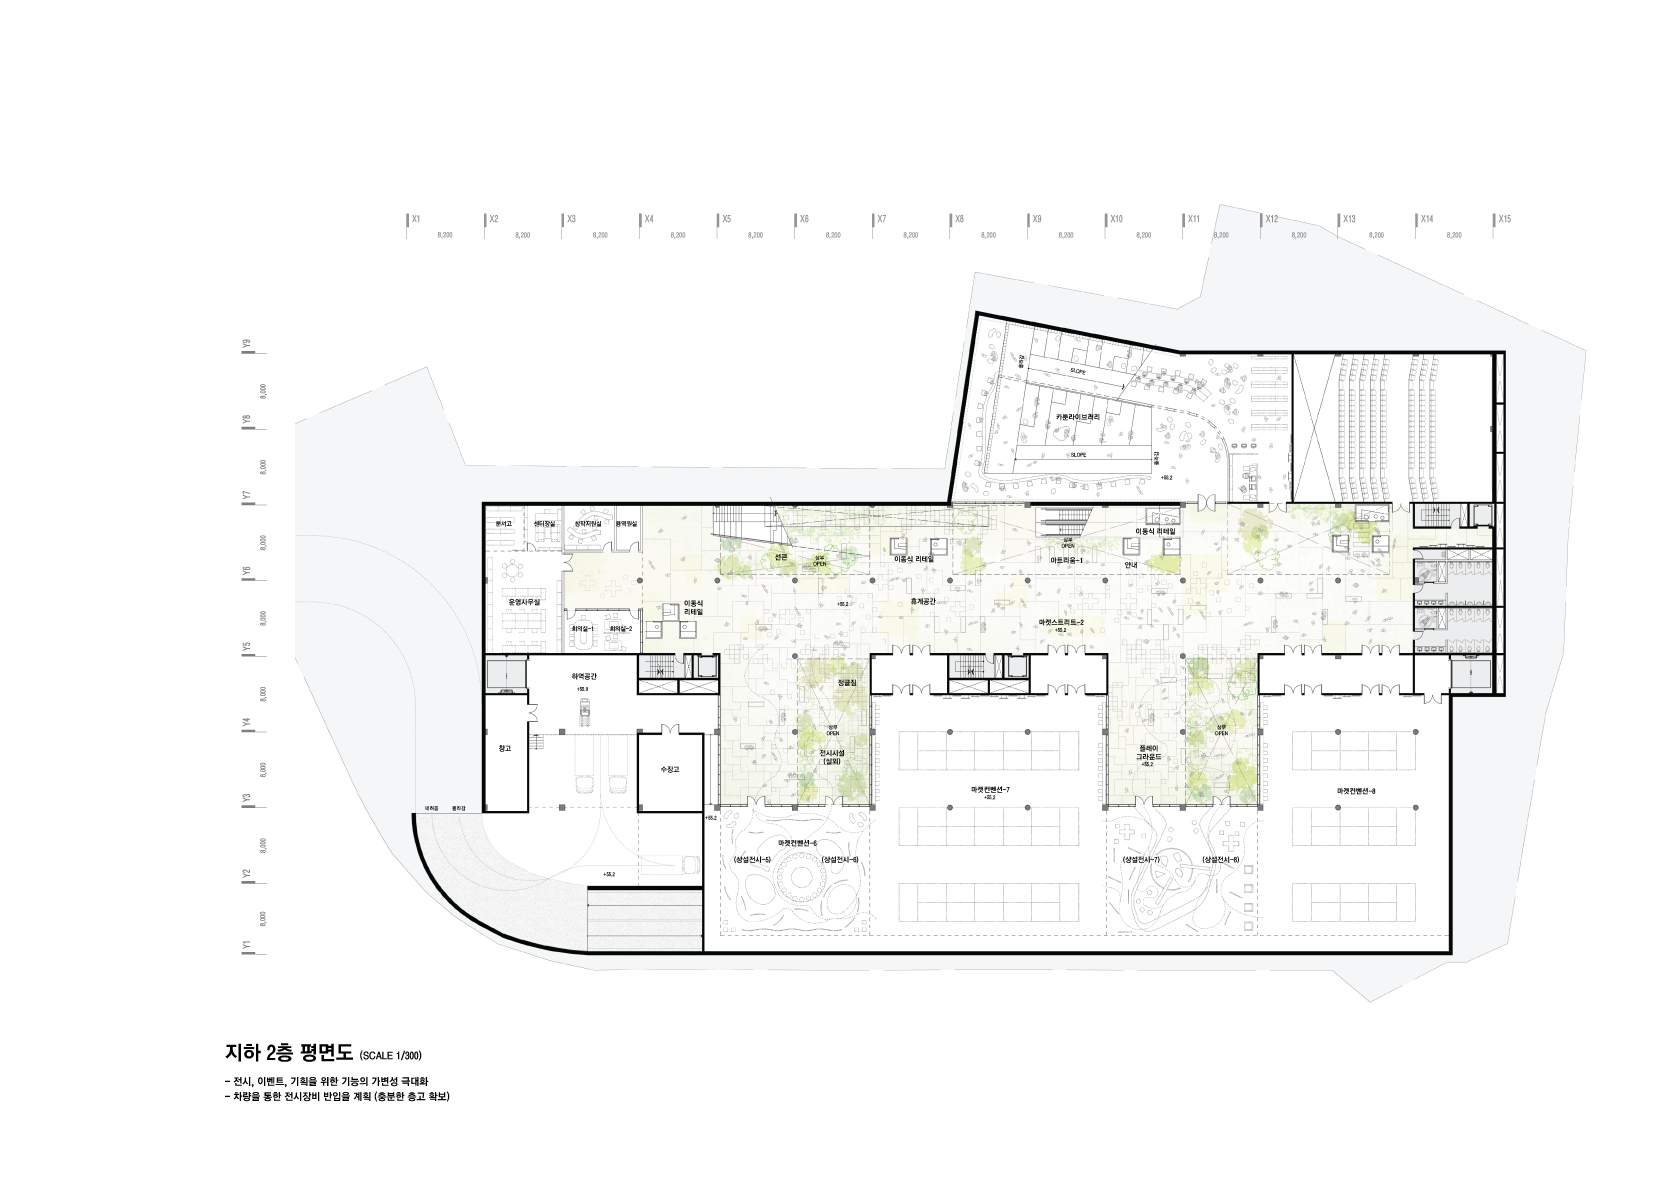 X1 X2 X3 X4 X5 X6 X7 X8 X9 X10 X11 X12 X13 X14 X15
8,200 8,200 8,200 8,200 8,200 8,200 8,200 8,200 8,200 8,200 8,200 8,200 8,200 8,200
Y9
8,000
Y8
8,000
Y7
8,000
Y6
8,000
Y5
8,000
Y4
8,000
Y3
8,000
Y2
8,000
Y1
올라감
SLOPE
카툰라이브러리
SLOPE
올라감
+55.2
문서고
센터장실
창작지원실
용역원실
선큰
상부
OPEN
이동식 리테일
상부
OPEN
아트리움-1
이동식 리테일
안내
운영사무실
회의실-1
회의실-2
이동식
리테일
+55.2
휴게공간
마켓스트리트-2
+55.2
하역공간
+55.9
정글짐
상부
OPEN
전시시설
(실외)
상부
OPEN
플레이
그라운드
+55.2
창고
수장고
마켓컨벤션-7
+55.2
마켓컨벤션-8
내려옴
올라감
+55.2
마켓컨벤션-6
(상설전시-5)
(상설전시-6)
(상설전시-7)
(상설전시-8)
+55.2
지하 2층 평면도 (SCALE 1/300)
- 전시, 이벤트, 기획을 위한 기능의 가변성 극대화
- 차량을 통한 전시장비 반입을 계획 (충분한 층고 확보)